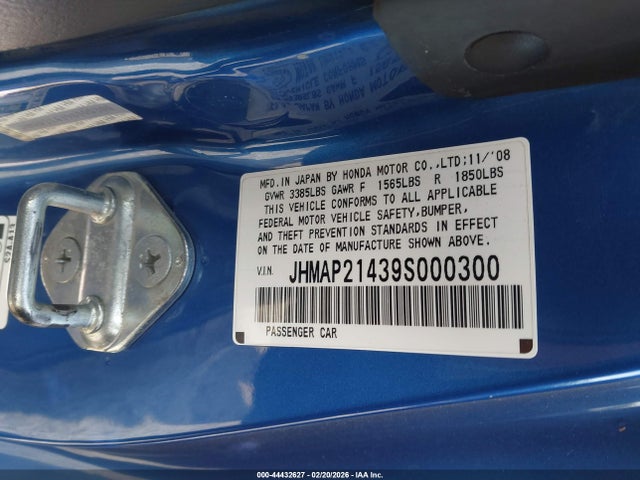 MFD.IN JAPAN BY HONDA MOTOR CO.,LTD;11/'08
GVWR 3385LBS GAWR F 1565LBS R 1850LBS
THIS VEHICLE CONFORMS TO ALL APPLICABLE
FEDERAL MOTOR VEHICLE SAFETY,BUMPER,
AND THEFT PREVENTION STANDARDS IN EFFECT
ON THE DATE OF MANUFACTURE SHOWN ABOVE.
V.I.N. JHMAP21439S000300
PASSENGER CAR
000-44432627 - 02/20/2026 - IAAI.COM